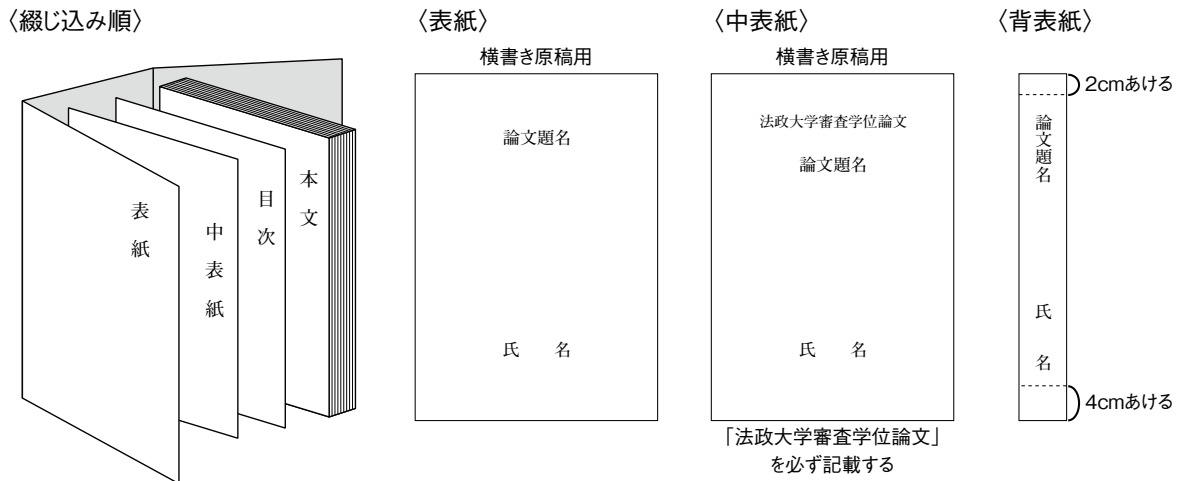 〈綴じ込み順〉
表紙
中表紙
目次
本文
〈表紙〉
横書き原稿用
論文題名
氏　名
〈中表紙〉
横書き原稿用
法政大学審査学位論文
論文題名
氏　名
「法政大学審査学位論文」
を必ず記載する
〈背表紙〉
2cmあける
論文題名
氏　名
4cmあける